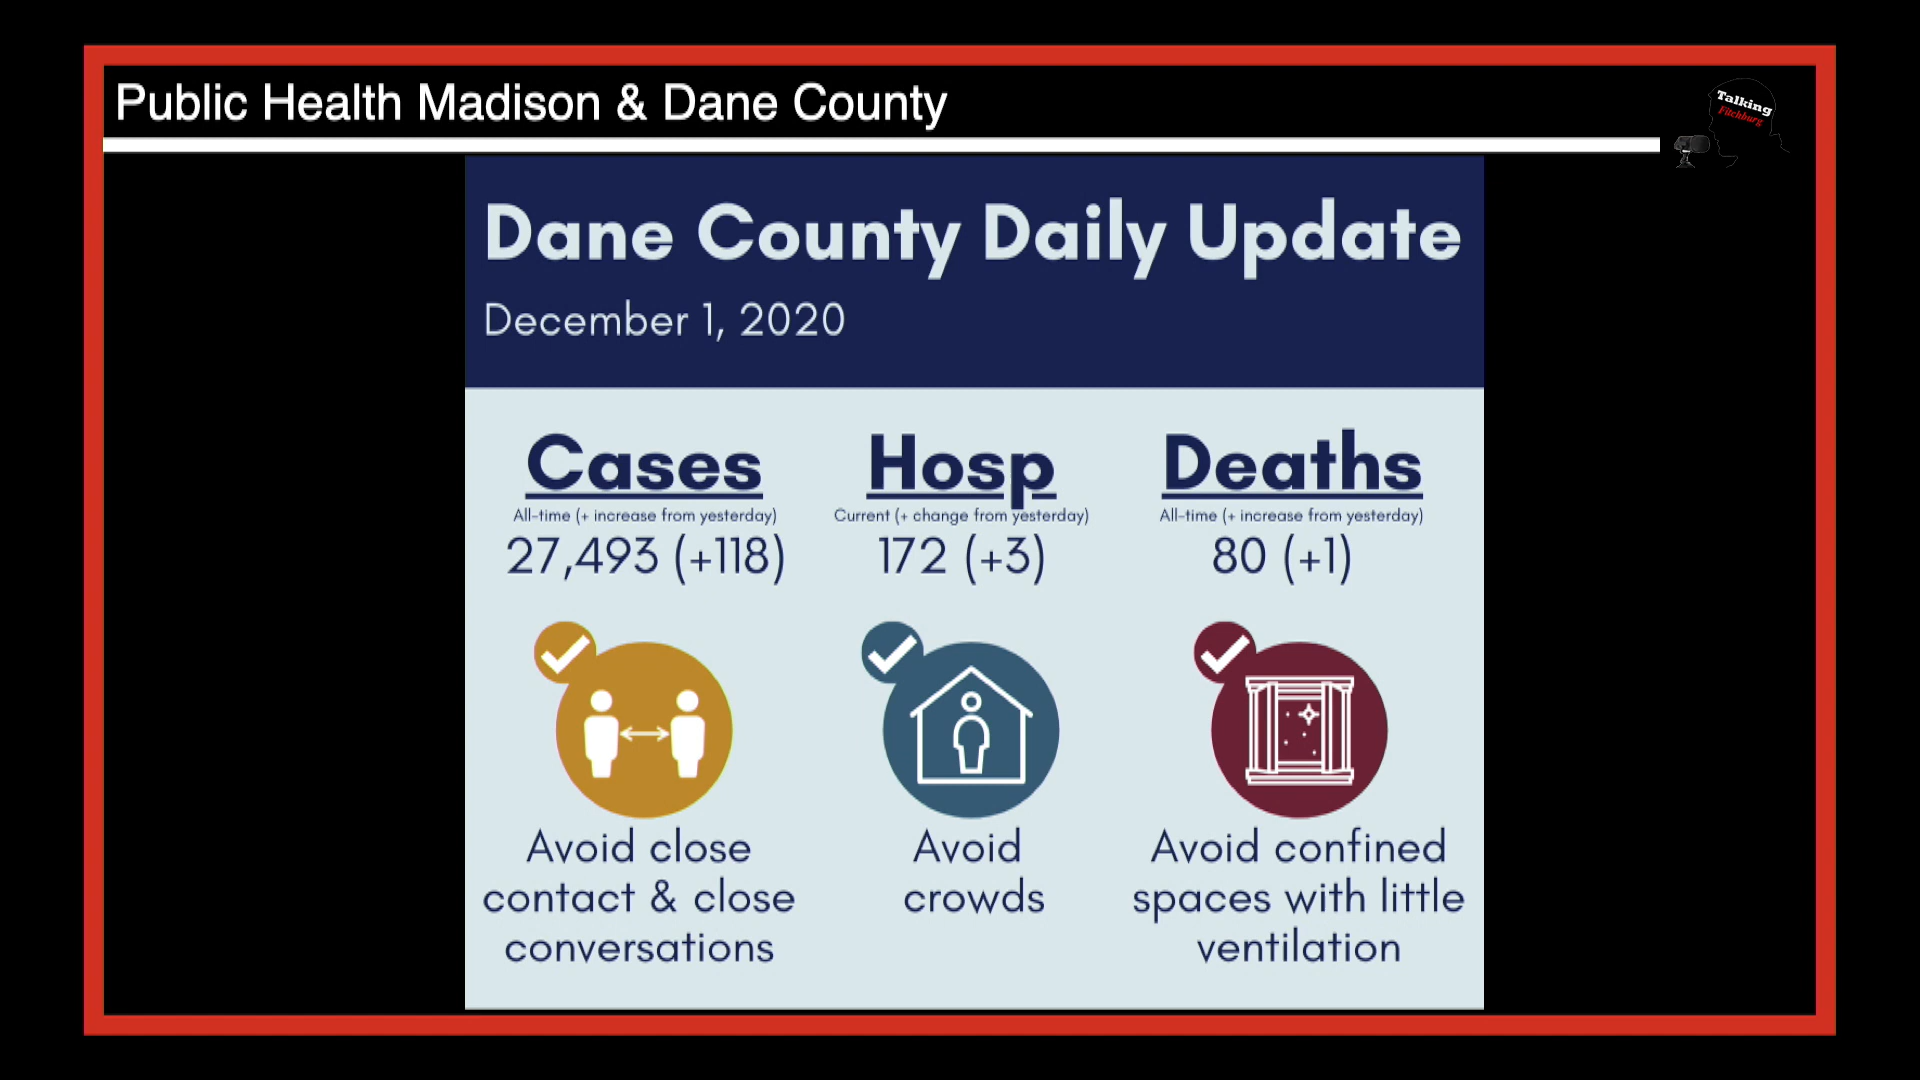 Public Health Madison & Dane County
Talking
Fitchburg
Dane County Daily Update
December 1, 2020
Cases
All-time (+ increase from yesterday)
27,493 (+118)
Hosp
Current (+ change from yesterday)
172 (+3)
Deaths
All-time (+ increase from yesterday)
80 (+1)
Avoid close
contact & close
conversations
Avoid
crowds
Avoid confined
spaces with little
ventilation